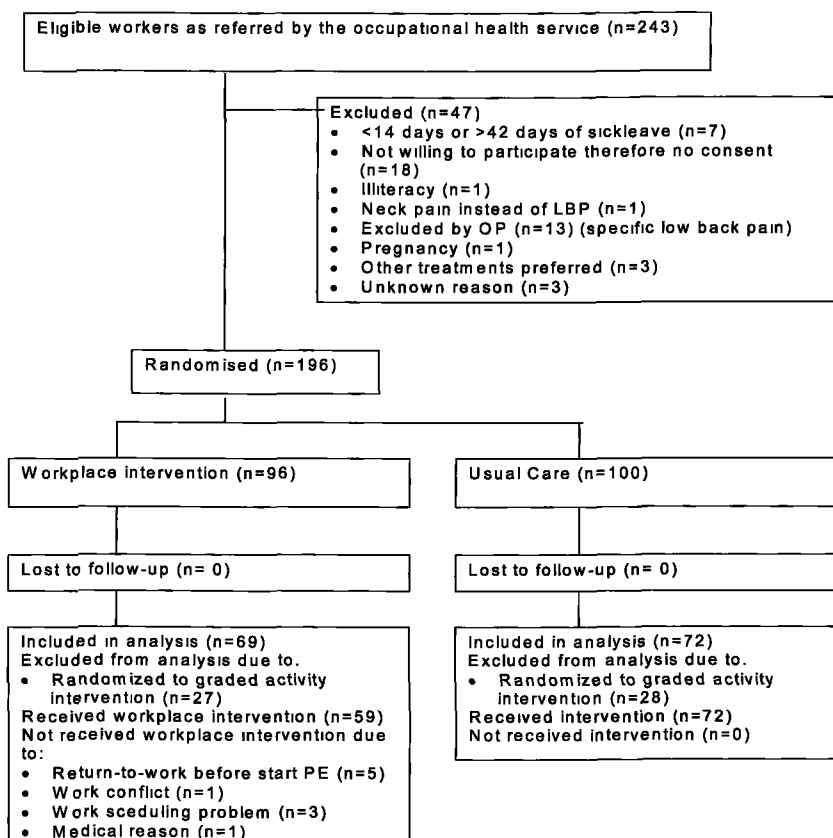 Eligible workers as referred by the occupational health service (n=243)
Excluded (n=47)
• <14 days or >42 days of sickleave (n=7)
• Not willing to participate therefore no consent
(n=18)
• Illiteracy (n=1)
• Neck pain instead of LBP (n=1)
• Excluded by OP (n=13) (specific low back pain)
• Pregnancy (n=1)
• Other treatments preferred (n=3)
• Unknown reason (n=3)
Randomised (n=196)
Workplace intervention (n=96)
Usual Care (n=100)
Lost to follow-up (n= 0)
Lost to follow-up (n= 0)
Included in analysis (n=69)
Excluded from analysis due to.
• Randomized to graded activity
intervention (n=27)
Received workplace intervention (n=59)
Not received workplace intervention due
to:
• Return-to-work before start PE (n=5)
• Work conflict (n=1)
• Work sceduling problem (n=3)
• Medical reason (n=1)
Included in analysis (n=72)
Excluded from analysis due to.
• Randomized to graded activity
intervention (n=28)
Received intervention (n=72)
Not received intervention (n=0)